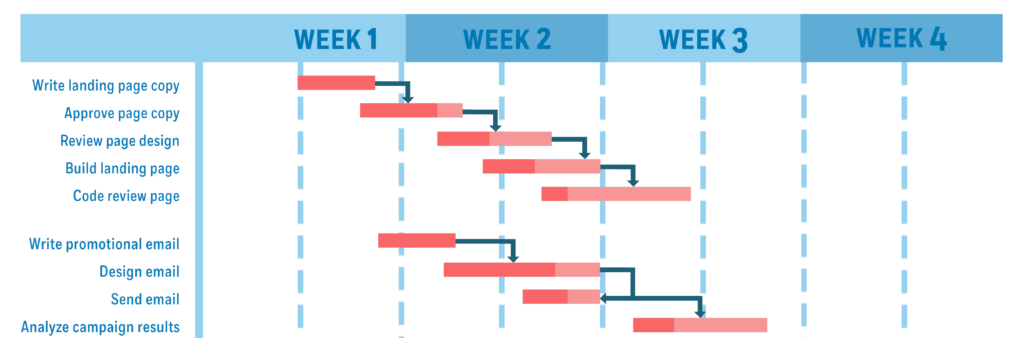 WEEK 1 WEEK 2 WEEK 3 WEEK 4
Write landing page copy
Approve page copy
Review page design
Build landing page
Code review page
Write promotional email
Design email
Send email
Analyze campaign results